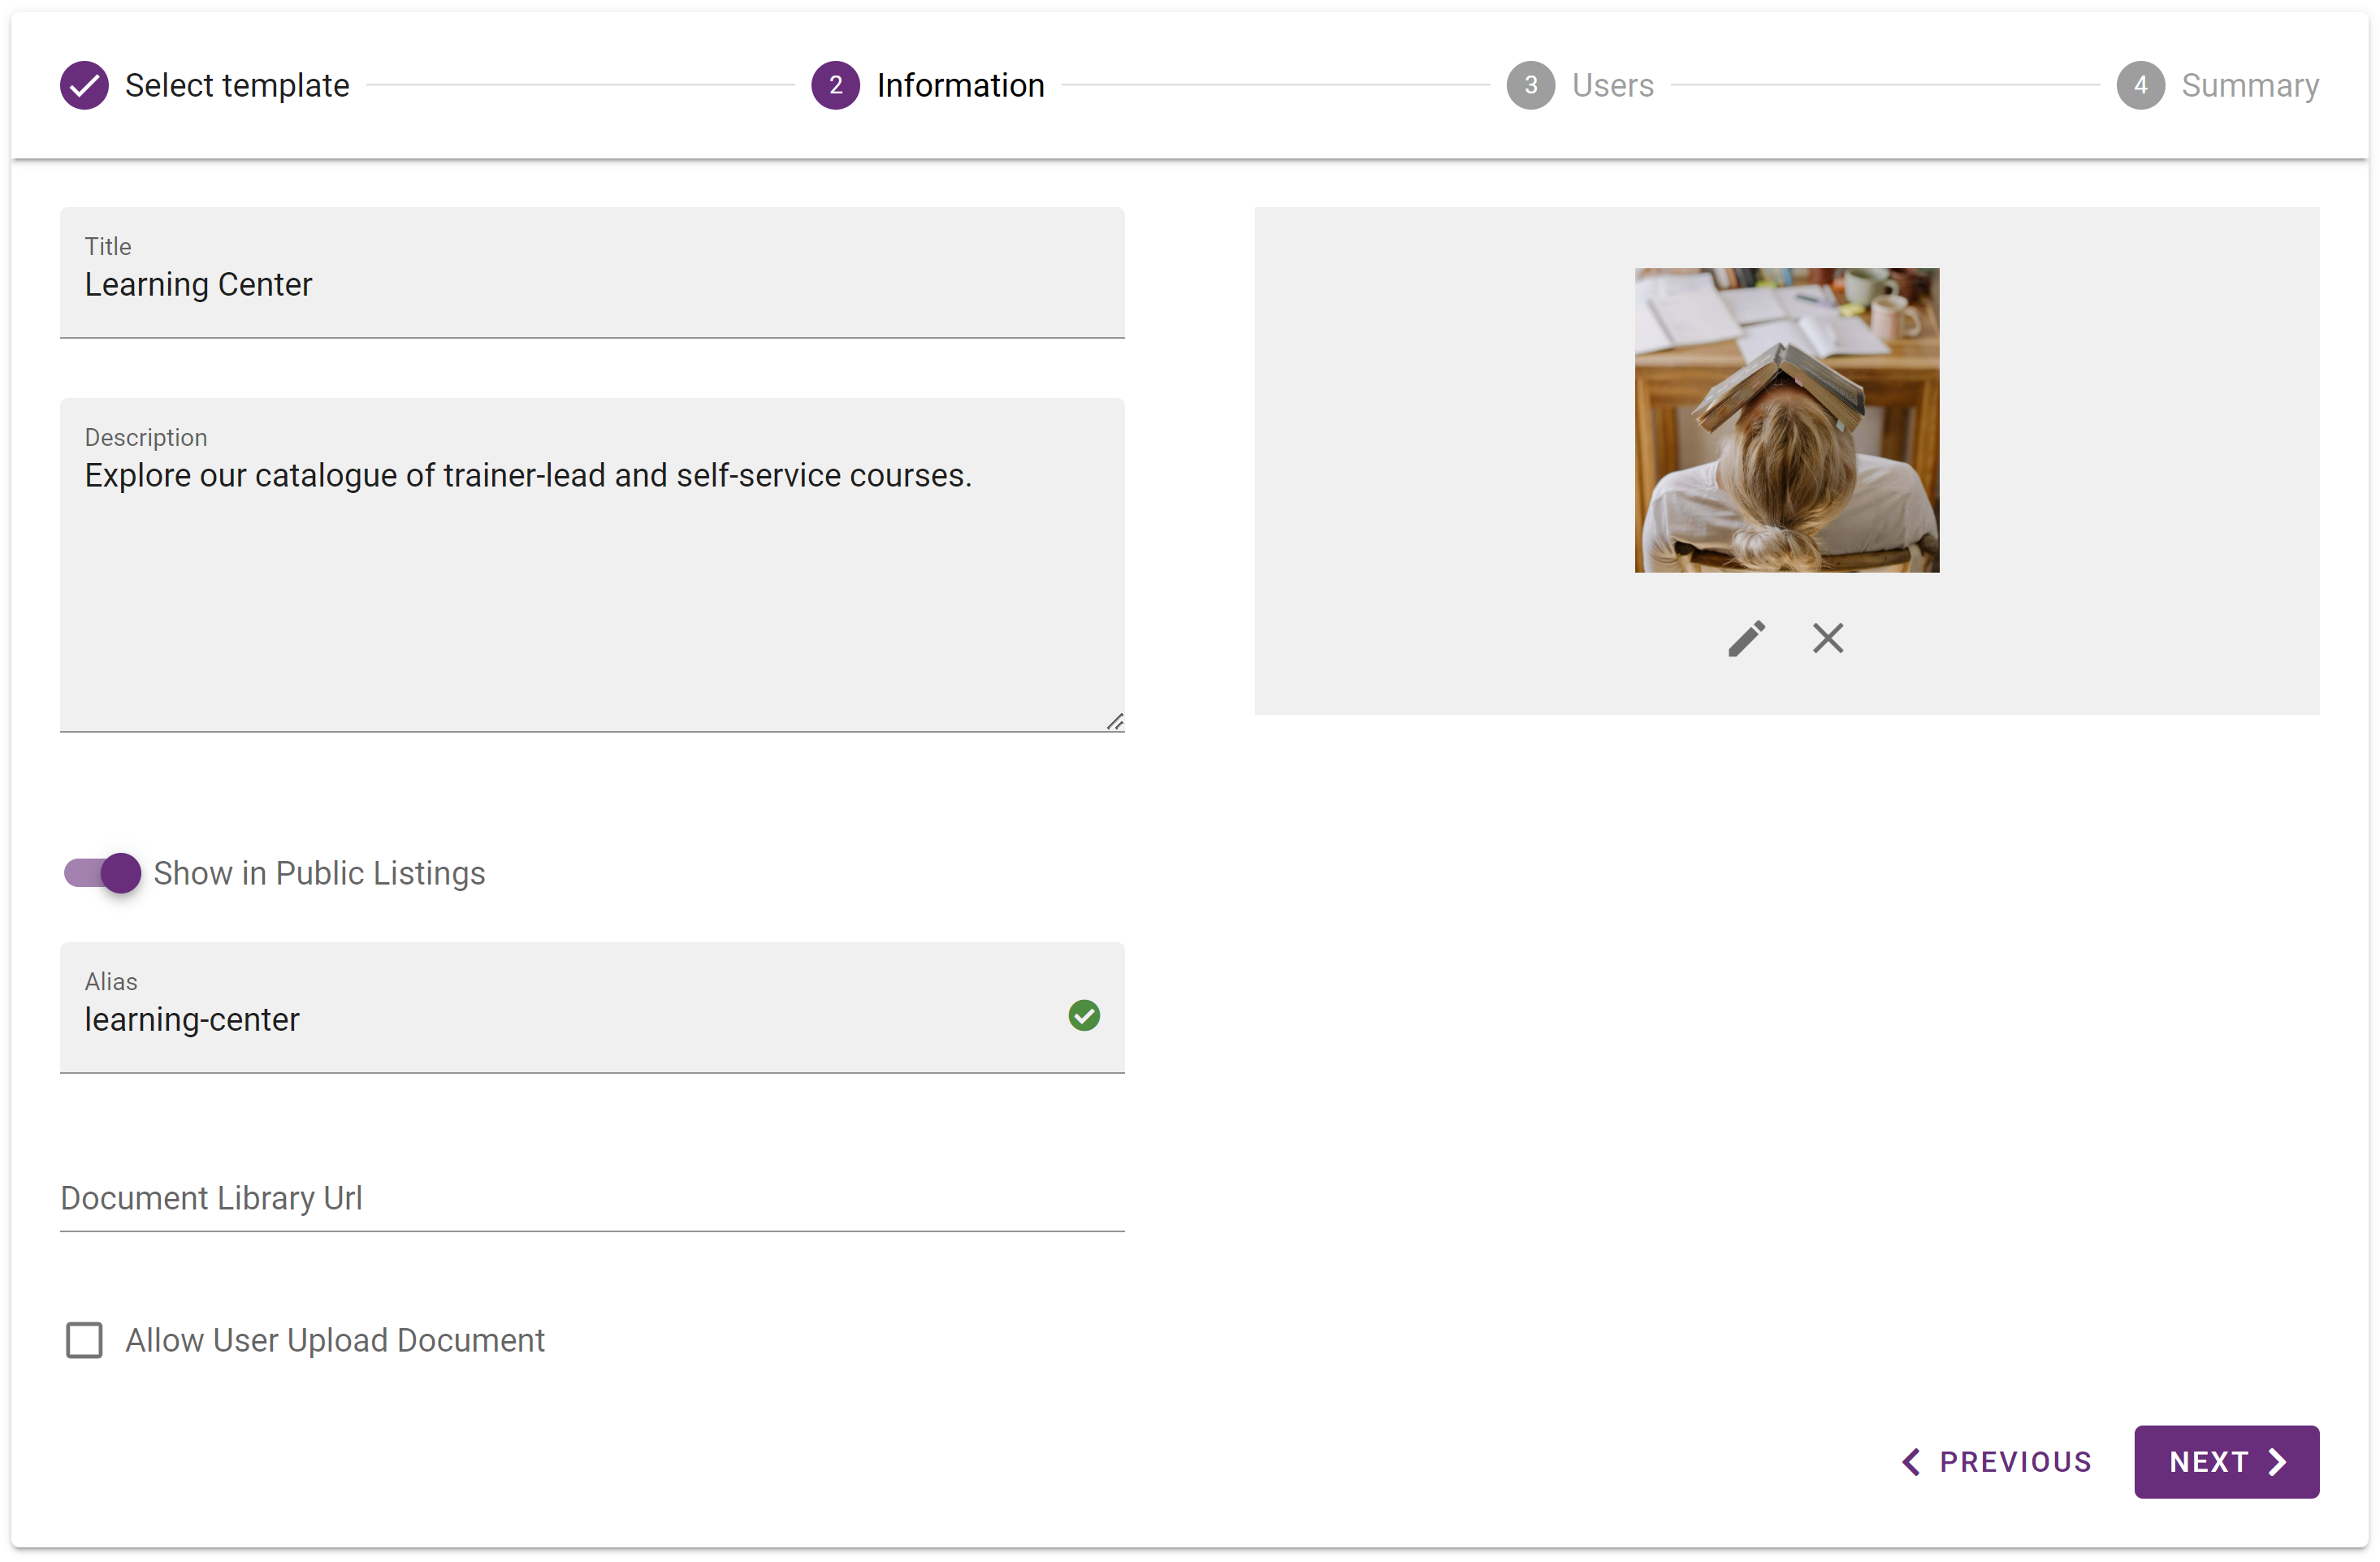 Select template
2 Information
3 Users
4 Summary
Title
Learning Center
Description
Explore our catalogue of trainer-lead and self-service courses.
Show in Public Listings
Alias
learning-center
Document Library Url
Allow User Upload Document
PREVIOUS
NEXT